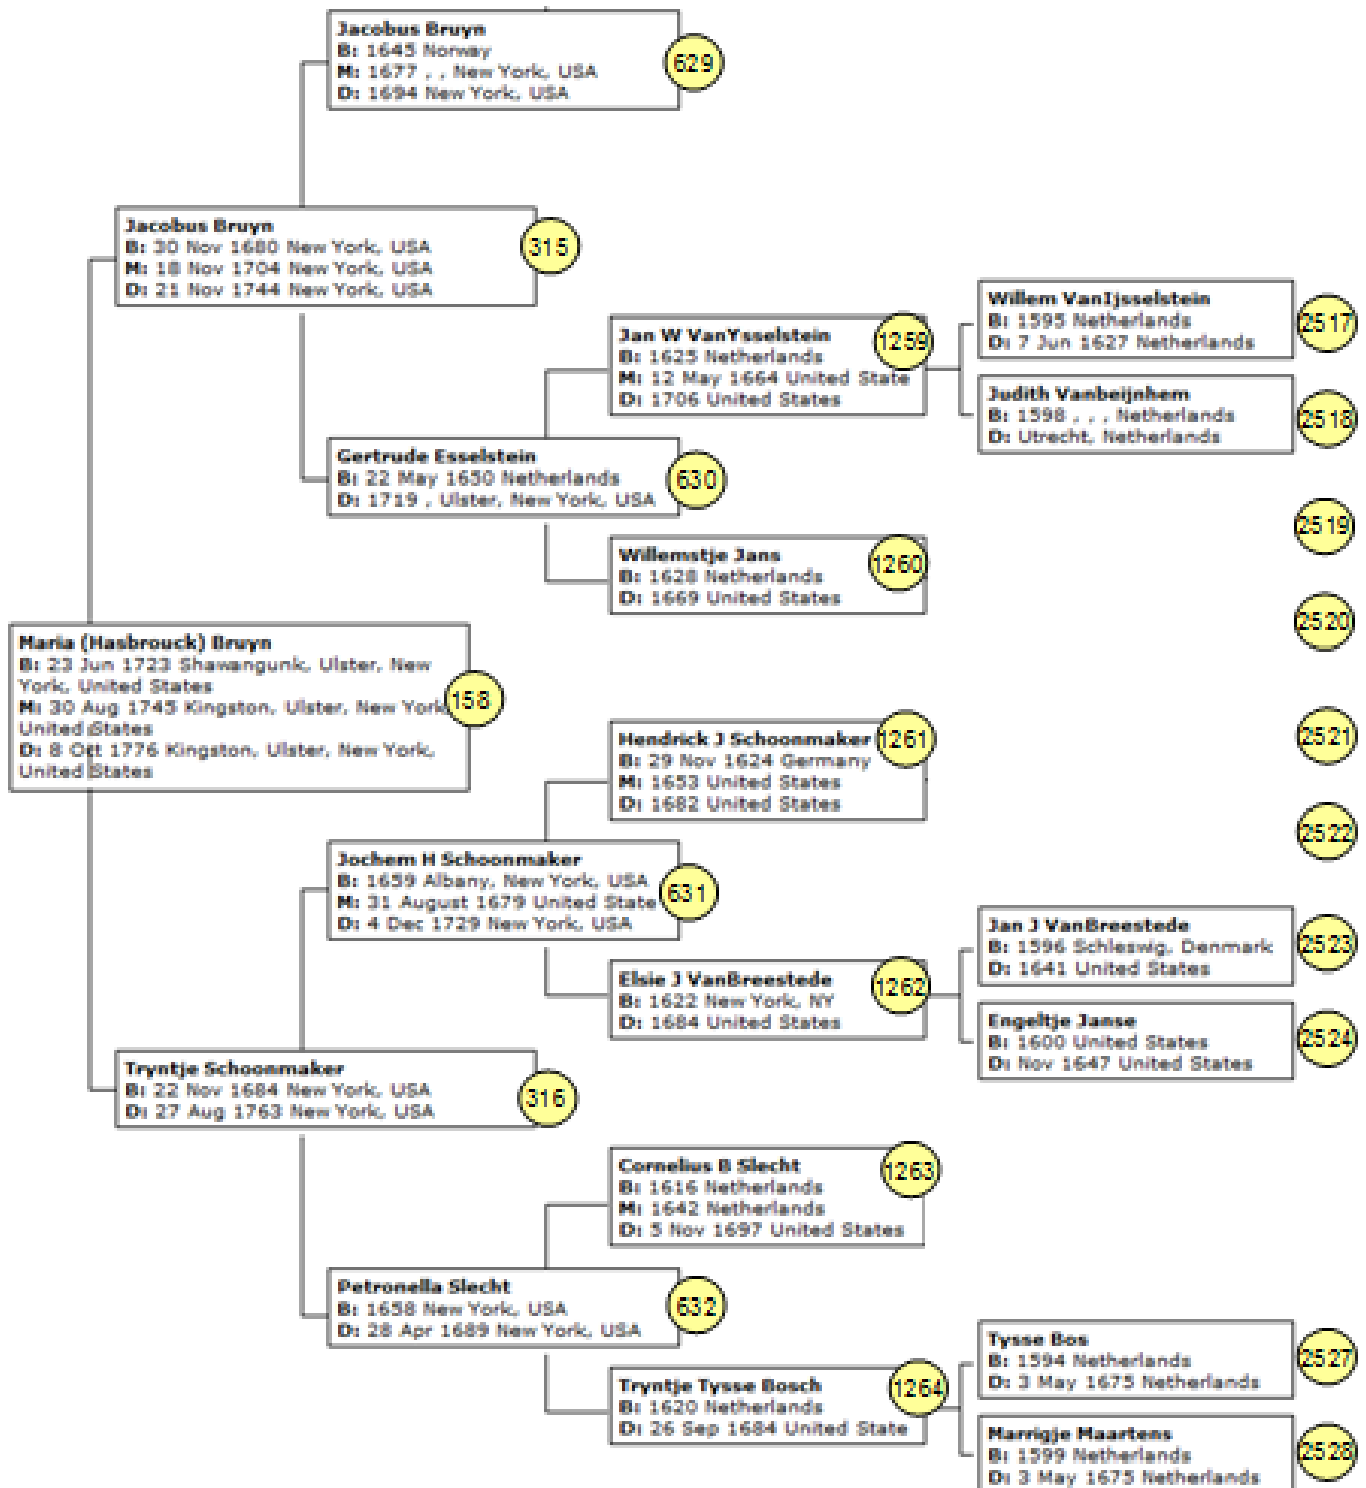 Jacobus Bruyn
B: 1645 Norway
M: 1677 , , New York, USA
D: 1694 New York, USA
629
Jacobus Bruyn
B: 30 Nov 1680 New York, USA
M: 18 Nov 1704 New York, USA
D: 21 Nov 1744 New York, USA
315
Willem VanIjsselstein
B: 1595 Netherlands
D: 7 Jun 1627 Netherlands
2517
Jan W VanYsselstein
B: 1625 Netherlands
M: 12 May 1664 United State
D: 1706 United States
1259
Judith Vanbeijnhem
B: 1598 , , , Netherlands
D: Utrecht, Netherlands
2518
Gertrude Esselstein
B: 22 May 1650 Netherlands
D: 1719 , Ulster, New York, USA
630
2519
Willemstje Jans
B: 1628 Netherlands
D: 1669 United States
1260
2520
Maria (Hasbrouck) Bruyn
B: 23 Jun 1723 Shawangunk, Ulster, New
York, United States
M: 30 Aug 1745 Kingston, Ulster, New York
United States
D: 8 Oct 1776 Kingston, Ulster, New York,
United States
158
Hendrick J Schoonmaker
B: 29 Nov 1624 Germany
M: 1653 United States
D: 1682 United States
1261
2521
2522
Jochem H Schoonmaker
B: 1659 Albany, New York, USA
M: 31 August 1679 United State
D: 4 Dec 1729 New York, USA
631
Jan J VanBreestede
B: 1596 Schleswig, Denmark
D: 1641 United States
2523
Elsie J VanBreestede
B: 1622 New York, NY
D: 1684 United States
1262
Engeltje Janse
B: 1600 United States
D: Nov 1647 United States
2524
Tryntje Schoonmaker
B: 22 Nov 1684 New York, USA
D: 27 Aug 1763 New York, USA
316
Cornelius B Slecht
B: 1616 Netherlands
M: 1642 Netherlands
D: 5 Nov 1697 United States
1263
Petronella Slecht
B: 1658 New York, USA
D: 28 Apr 1689 New York, USA
632
Tysse Bos
B: 1594 Netherlands
D: 3 May 1675 Netherlands
2527
Tryntje Tysse Bosch
B: 1620 Netherlands
D: 26 Sep 1684 United State
1264
Marrigje Maartens
B: 1599 Netherlands
D: 3 May 1675 Netherlands
2528